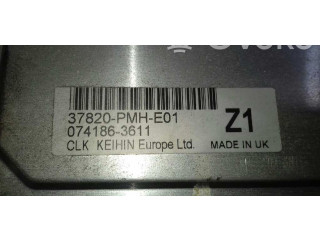 37820-PMH-E01
074186-3611
Z1
CLK KEIHIN Europe Ltd.
MADE IN UK